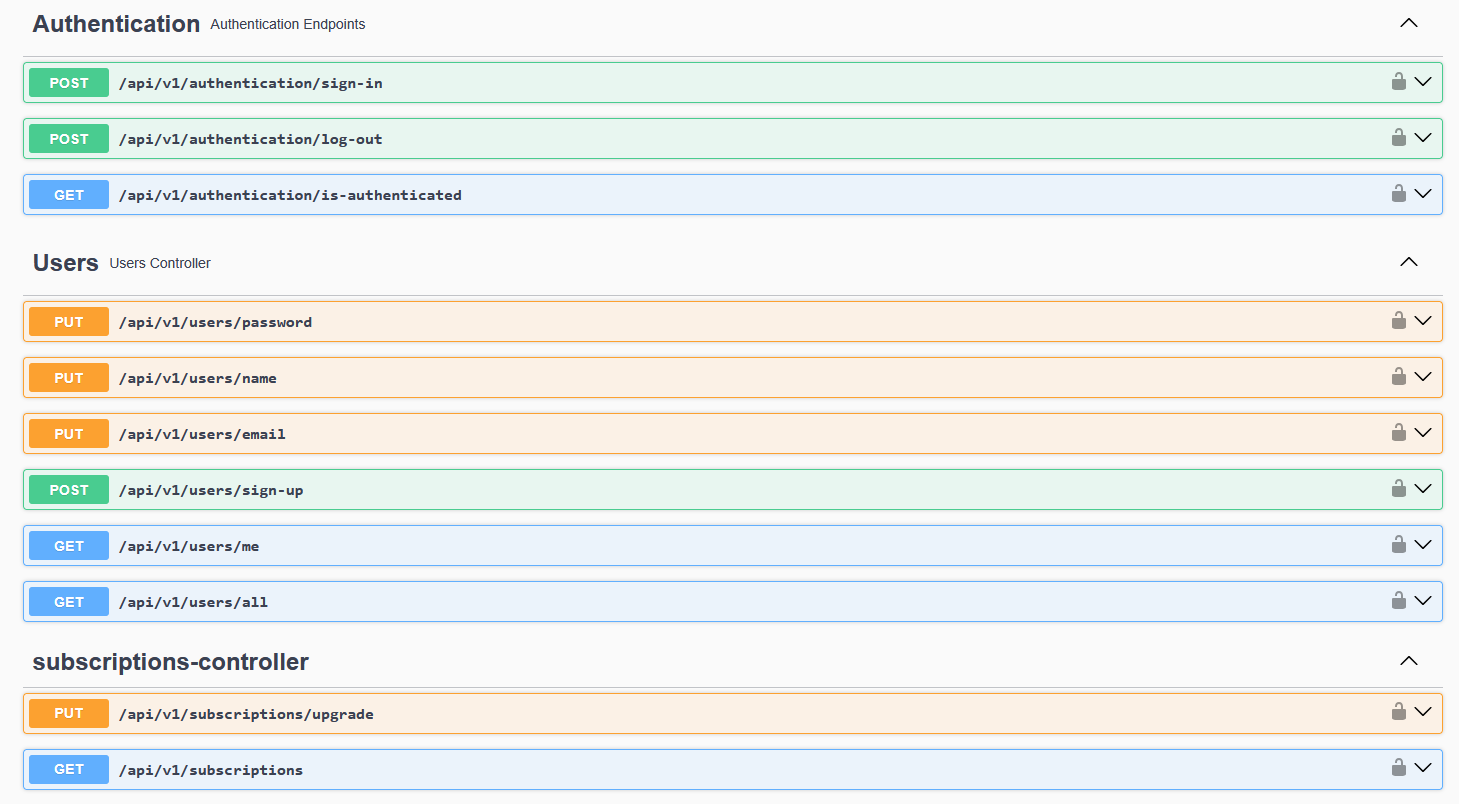 Authentication Authentication Endpoints
POST /api/v1/authentication/sign-in
POST /api/v1/authentication/log-out
GET /api/v1/authentication/is-authenticated
Users Users Controller
PUT /api/v1/users/password
PUT /api/v1/users/name
PUT /api/v1/users/email
POST /api/v1/users/sign-up
GET /api/v1/users/me
GET /api/v1/users/all
subscriptions-controller
PUT /api/v1/subscriptions/upgrade
GET /api/v1/subscriptions